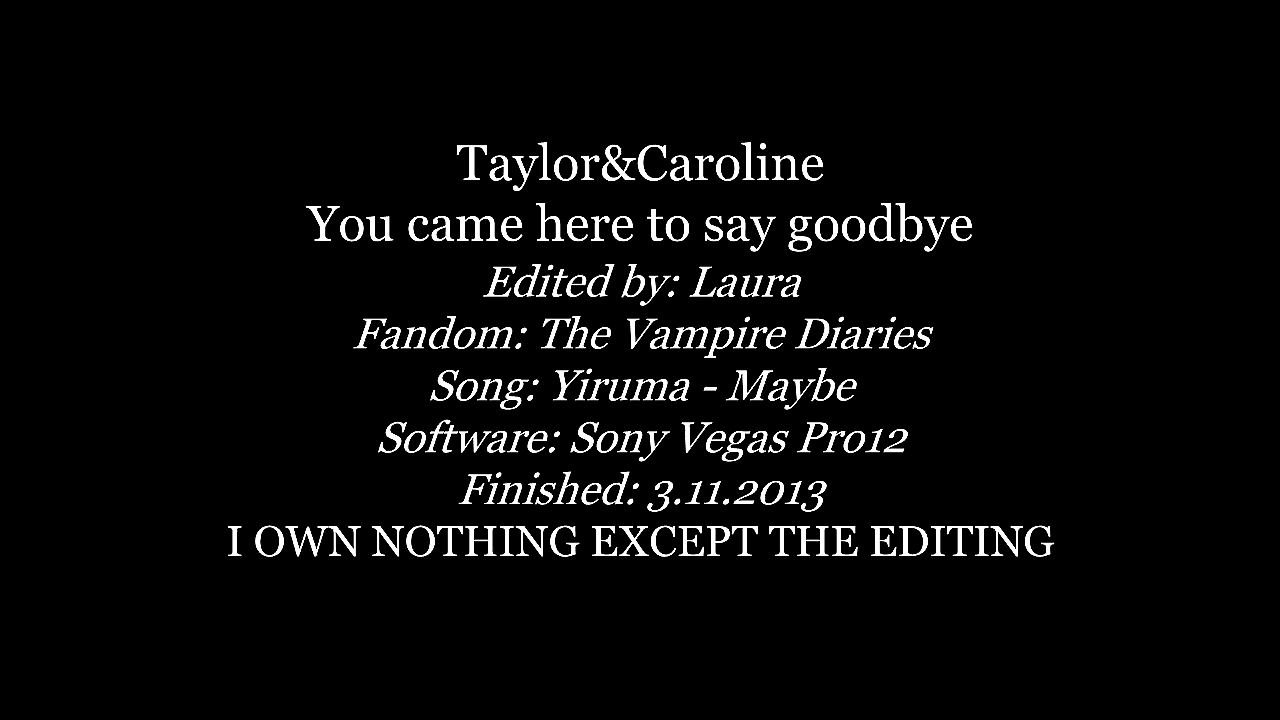 Taylor&Caroline
You came here to say goodbye
Edited by: Laura
Fandom: The Vampire Diaries
Song: Yiruma - Maybe
Software: Sony Vegas Pro12
Finished: 3.11.2013
I OWN NOTHING EXCEPT THE EDITING